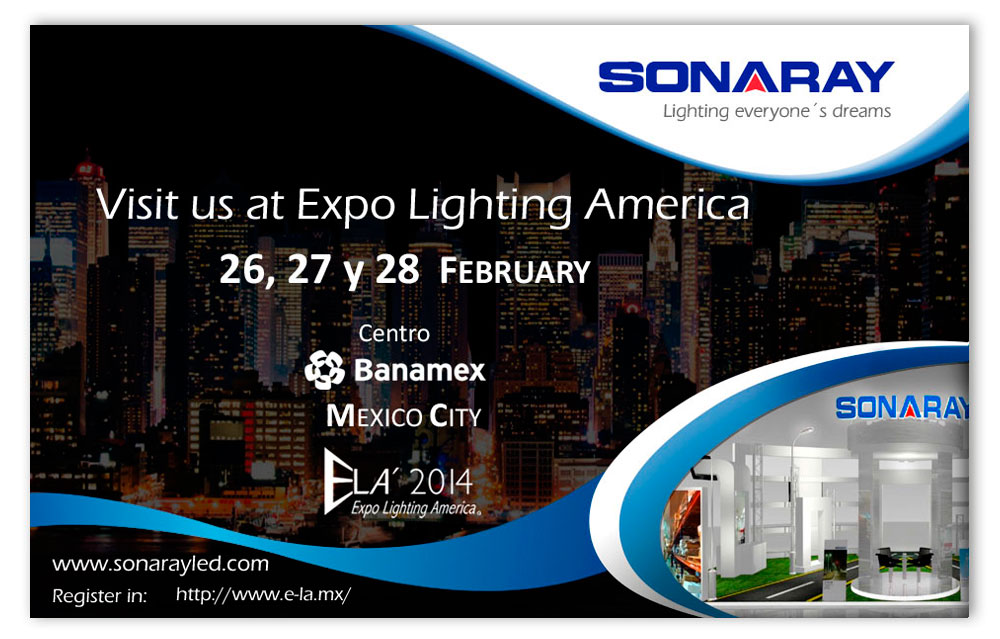 SONARAY
Lighting everyone´s dreams
Visit us at Expo Lighting America
26, 27 y 28 FEBRUARY
Centro
Banamex
MEXICO CITY
ELA´ 2014
Expo Lighting America®
SONARAY
www.sonarayled.com
Register in: http://www.e-la.mx/